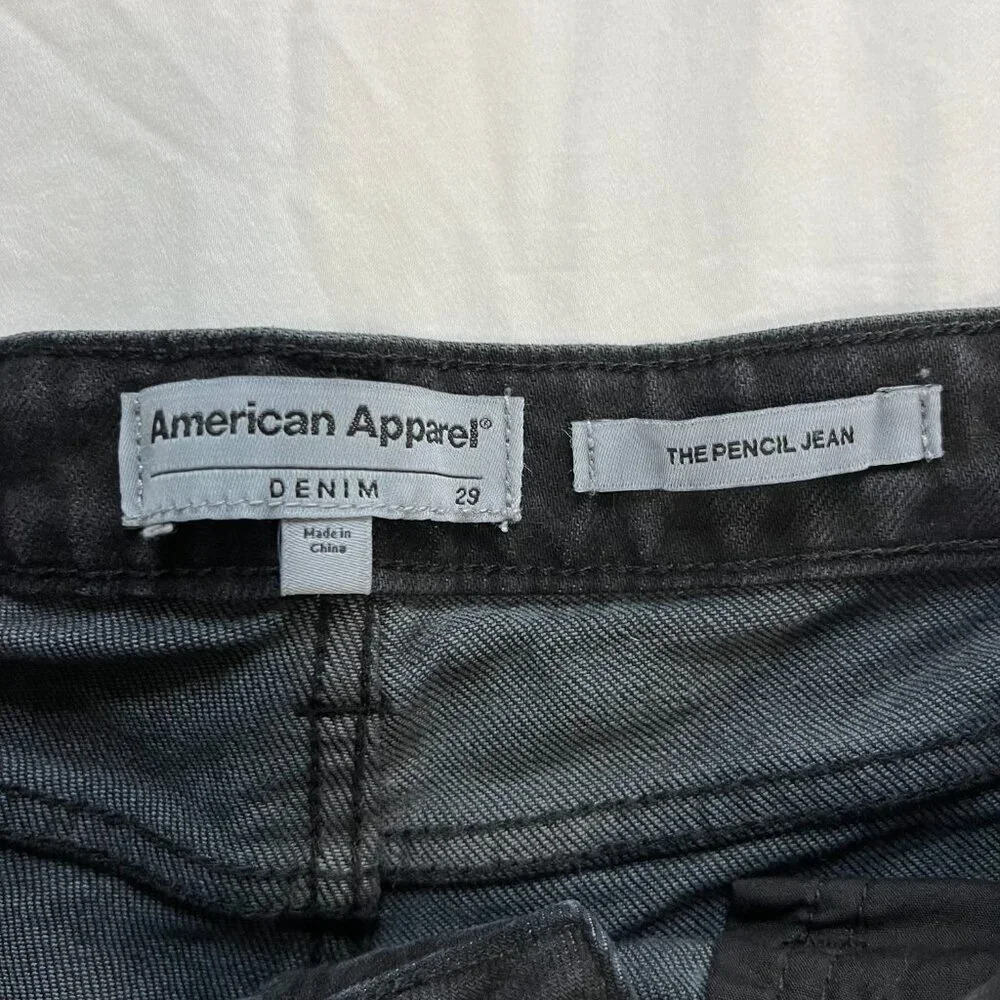 American Apparel®
DENIM 29
THE PENCIL JEAN
Made in
China